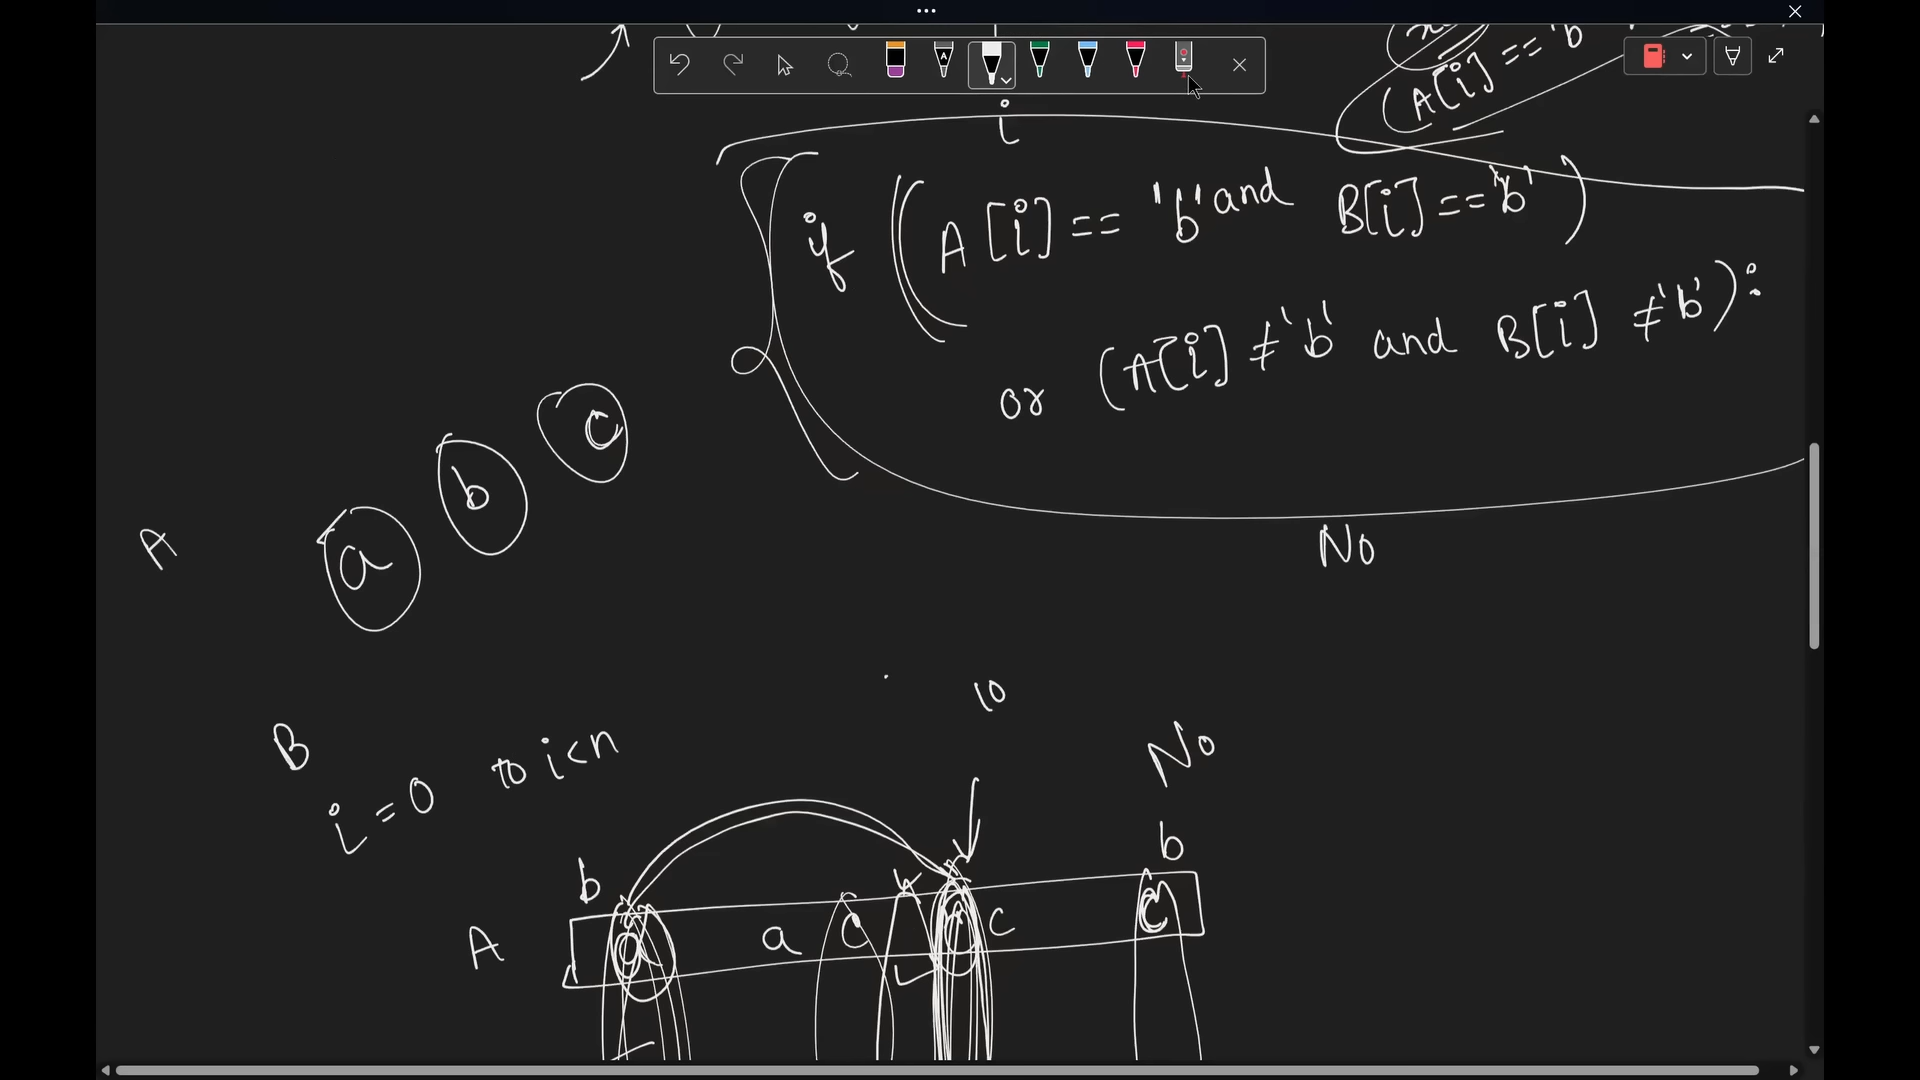 (A[i] == 'b
i
if ((A[i] == 'b' and B[i] == 'b')
or (A[i] ≠ 'b' and B[i] ≠ 'b'):
No
a b c
A
B
i = 0 to i<n
10
No
b
b
A
a a c c c